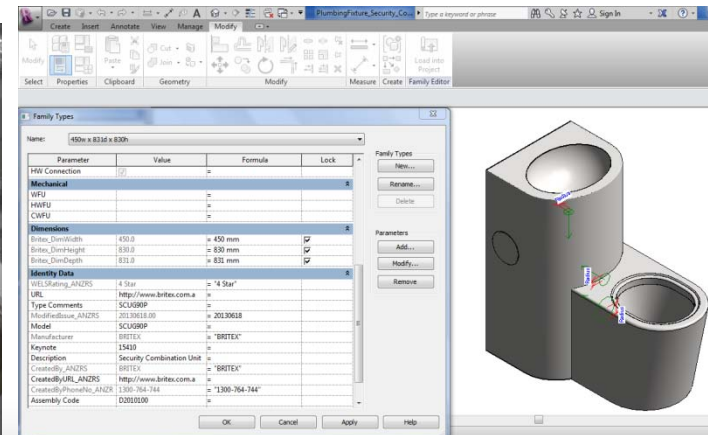 PlumbingFixture_Security_Co...
Type a keyword or phrase
Sign In
Create Insert Annotate View Manage Modify
Modify
Paste
Cut
Join
Load into
Project
Select Properties Clipboard Geometry Modify Measure Create Family Editor
Family Types
Name: 450w x 831d x 830h
Parameter Value Formula Lock
HW Connection =
Mechanical
WFU =
HWFU =
CWFU =
Dimensions
Britex_DimWidth 450.0 = 450 mm
Britex_DimHeight 830.0 = 830 mm
Britex_DimDepth 831.0 = 831 mm
Identity Data
WELSRating_ANZRS 4 Star = "4 Star"
URL http://www.britex.com.a =
Type Comments SCUG90P =
ModifiedIssue_ANZRS 20130618.00 = 20130618
Model SCUG90P =
Manufacturer BRITEX = "BRITEX"
Keynote 15410 =
Description Security Combination Unit =
CreatedBy_ANZRS BRITEX = "BRITEX"
CreatedByURL_ANZRS http://www.britex.com.a =
CreatedByPhoneNo_ANZR 1300-764-744 = "1300-764-744"
Assembly Code D2010100 =
Family Types
New...
Rename...
Delete
Parameters
Add...
Modify...
Remove
OK Cancel Apply Help
Radius
Radius
Radius